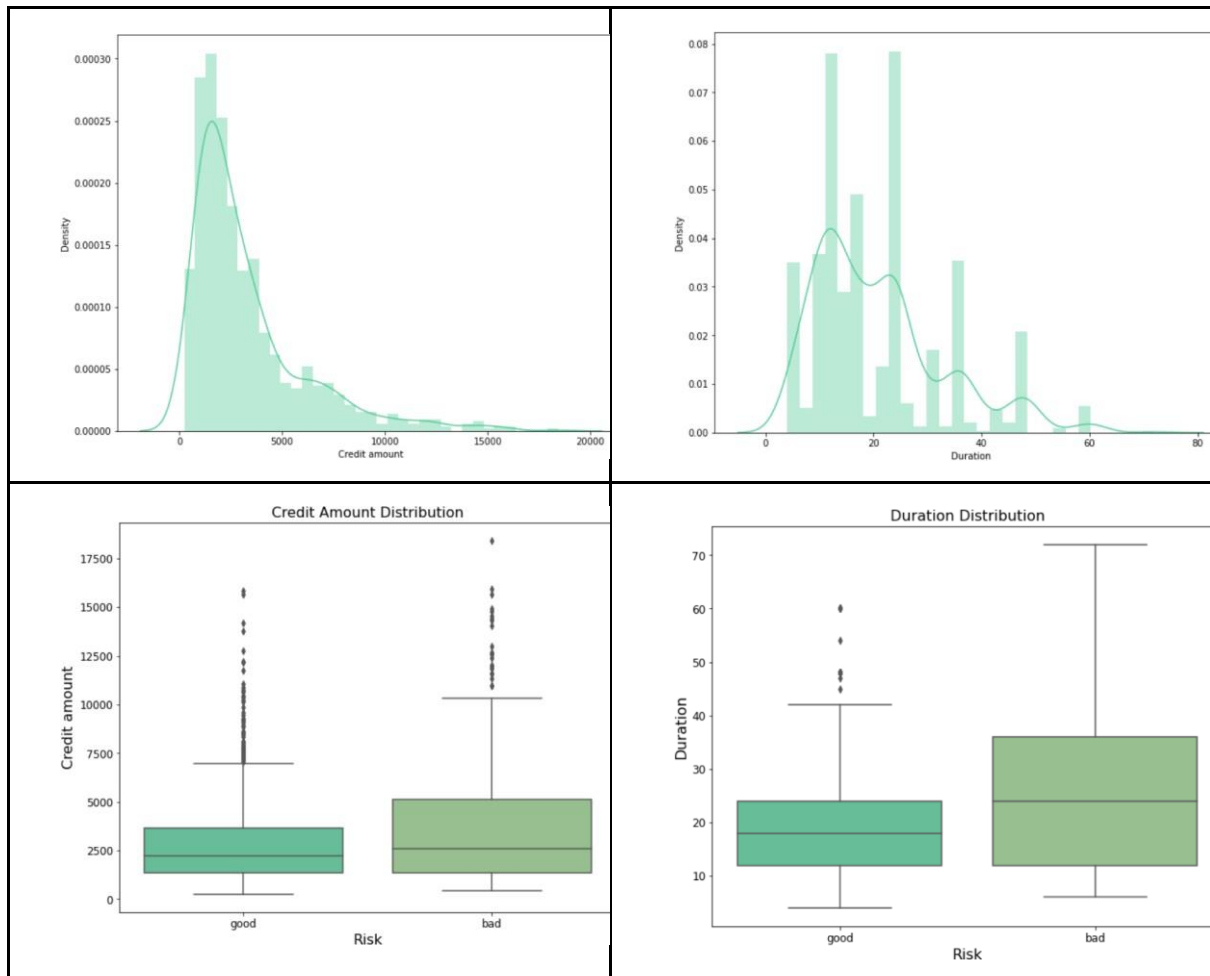 0.00030
0.00025
0.00020
0.00015
0.00010
0.00005
0.00000
Density
0 5000 10000 15000 20000
Credit amount
0.08
0.07
0.06
0.05
0.04
0.03
0.02
0.01
0.00
Density
0 20 40 60 80
Duration
Credit Amount Distribution
17500
15000
12500
10000
7500
5000
2500
0
Credit amount
good bad
Risk
Duration Distribution
70
60
50
40
30
20
10
Duration
good bad
Risk